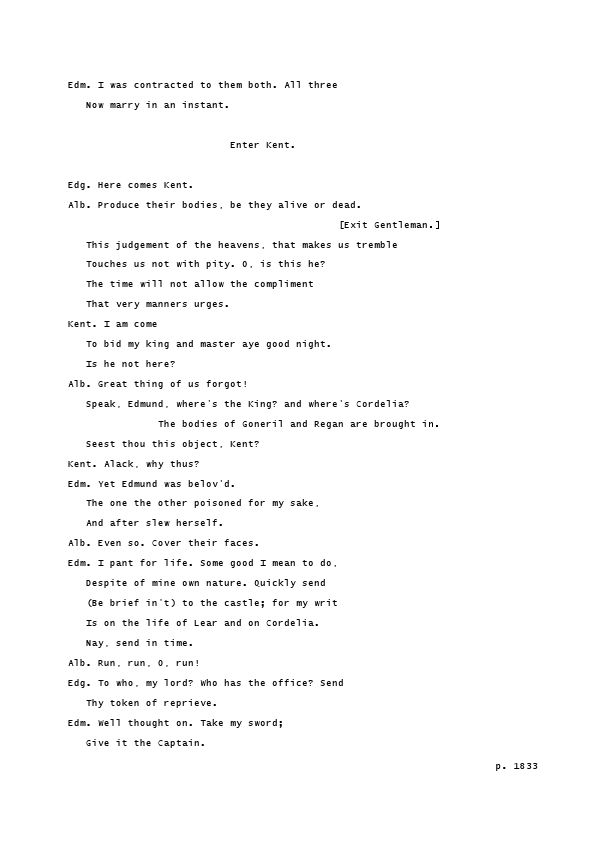 Edm. I was contracted to them both. All three
Now marry in an instant.
Enter Kent.
Edg. Here comes Kent.
Alb. Produce their bodies, be they alive or dead.
[Exit Gentleman.]
This judgement of the heavens, that makes us tremble
Touches us not with pity. O, is this he?
The time will not allow the compliment
That very manners urges.
Kent. I am come
To bid my king and master aye good night.
Is he not here?
Alb. Great thing of us forgot!
Speak, Edmund, where's the King? and where's Cordelia?
The bodies of Goneril and Regan are brought in.
Seest thou this object, Kent?
Kent. Alack, why thus?
Edm. Yet Edmund was belov'd.
The one the other poisoned for my sake,
And after slew herself.
Alb. Even so. Cover their faces.
Edm. I pant for life. Some good I mean to do,
Despite of mine own nature. Quickly send
(Be brief in't) to the castle; for my writ
Is on the life of Lear and on Cordelia.
Nay, send in time.
Alb. Run, run, O, run!
Edg. To who, my lord? Who has the office? Send
Thy token of reprieve.
Edm. Well thought on. Take my sword;
Give it the Captain.
p. 1833